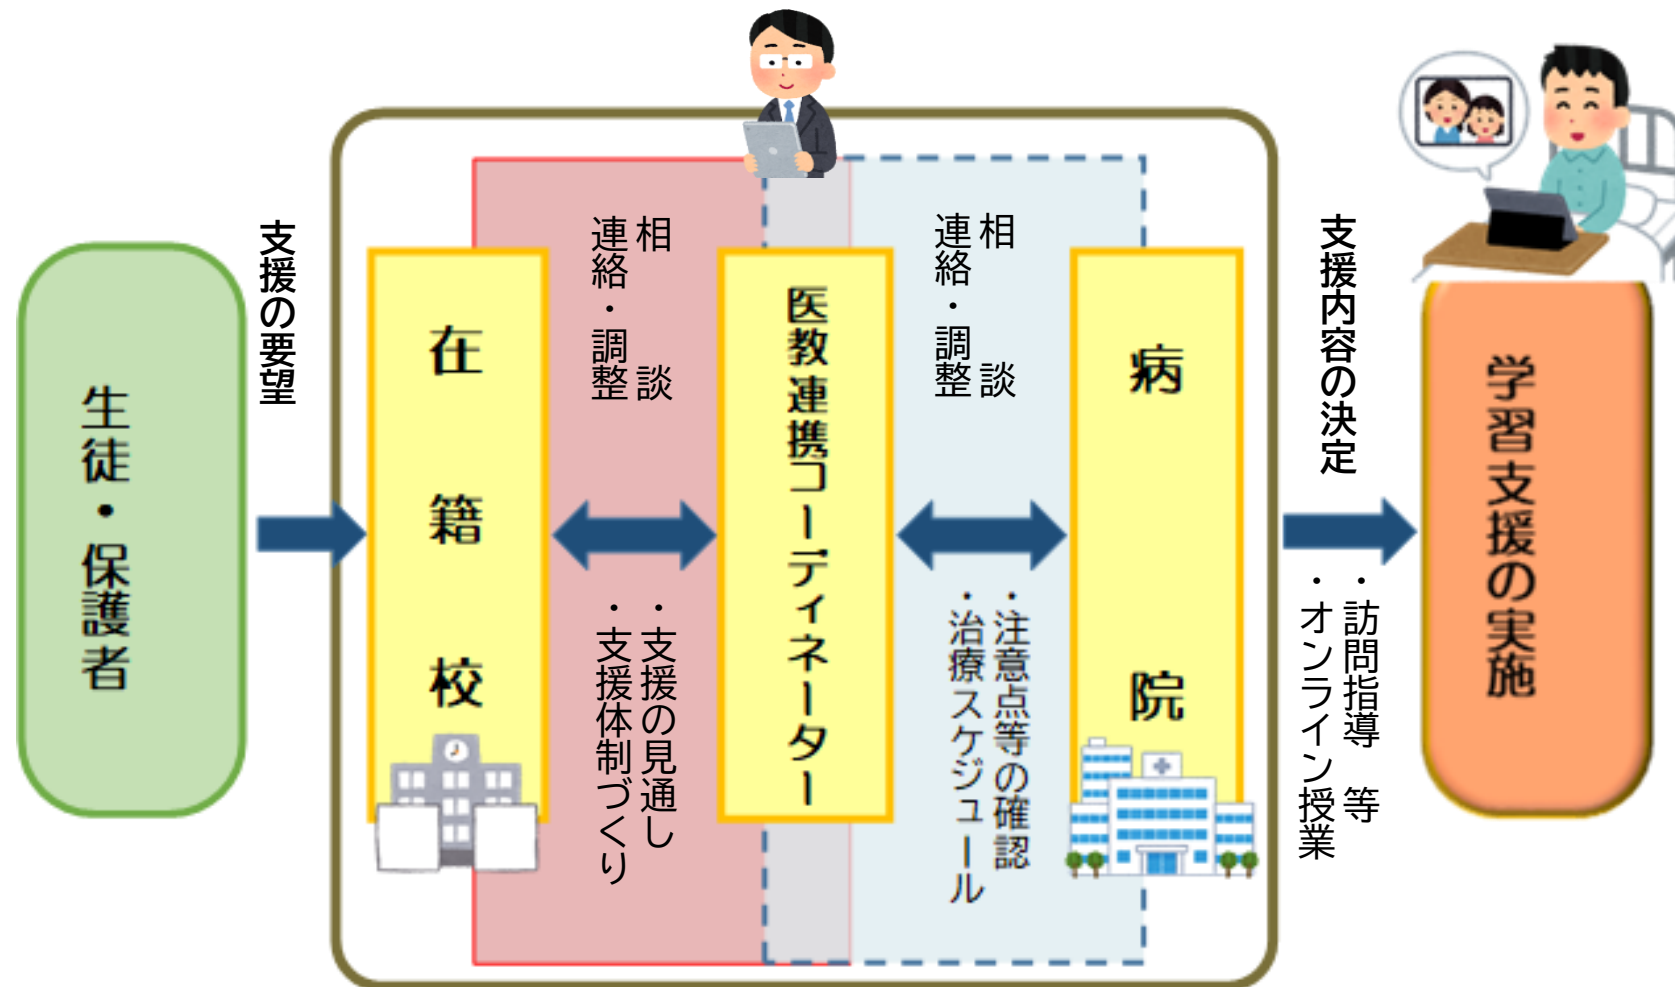 生徒・保護者
支援の要望
在籍校
相談
連絡・調整
・支援の見通し
・支援体制づくり
医教連携コーディネーター
相談
連絡・調整
・注意点等の確認
・治療スケジュール
病院
支援内容の決定
・訪問指導 等
・オンライン授業
学習支援の実施